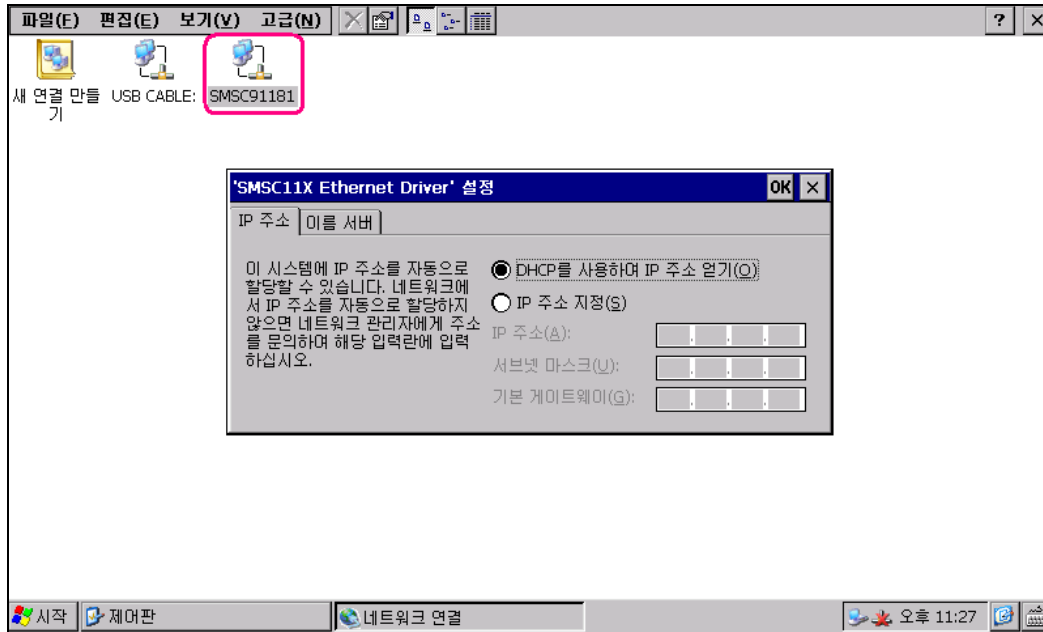 파일(F) 편집(E) 보기(V) 고급(N) ? ×
새 연결 만들기
USB CABLE:
SMSC91181
'SMSC11X Ethernet Driver' 설정 OK ×
IP 주소 이름 서버
이 시스템에 IP 주소를 자동으로
할당할 수 있습니다. 네트워크에
서 IP 주소를 자동으로 할당하지
않으면 네트워크 관리자에게 주소
를 문의하여 해당 입력란에 입력
하십시오.
DHCP를 사용하여 IP 주소 얻기(O)
IP 주소 지정(S)
IP 주소(A):
서브넷 마스크(U):
기본 게이트웨이(G):
시작 제어판 네트워크 연결 오후 11:27